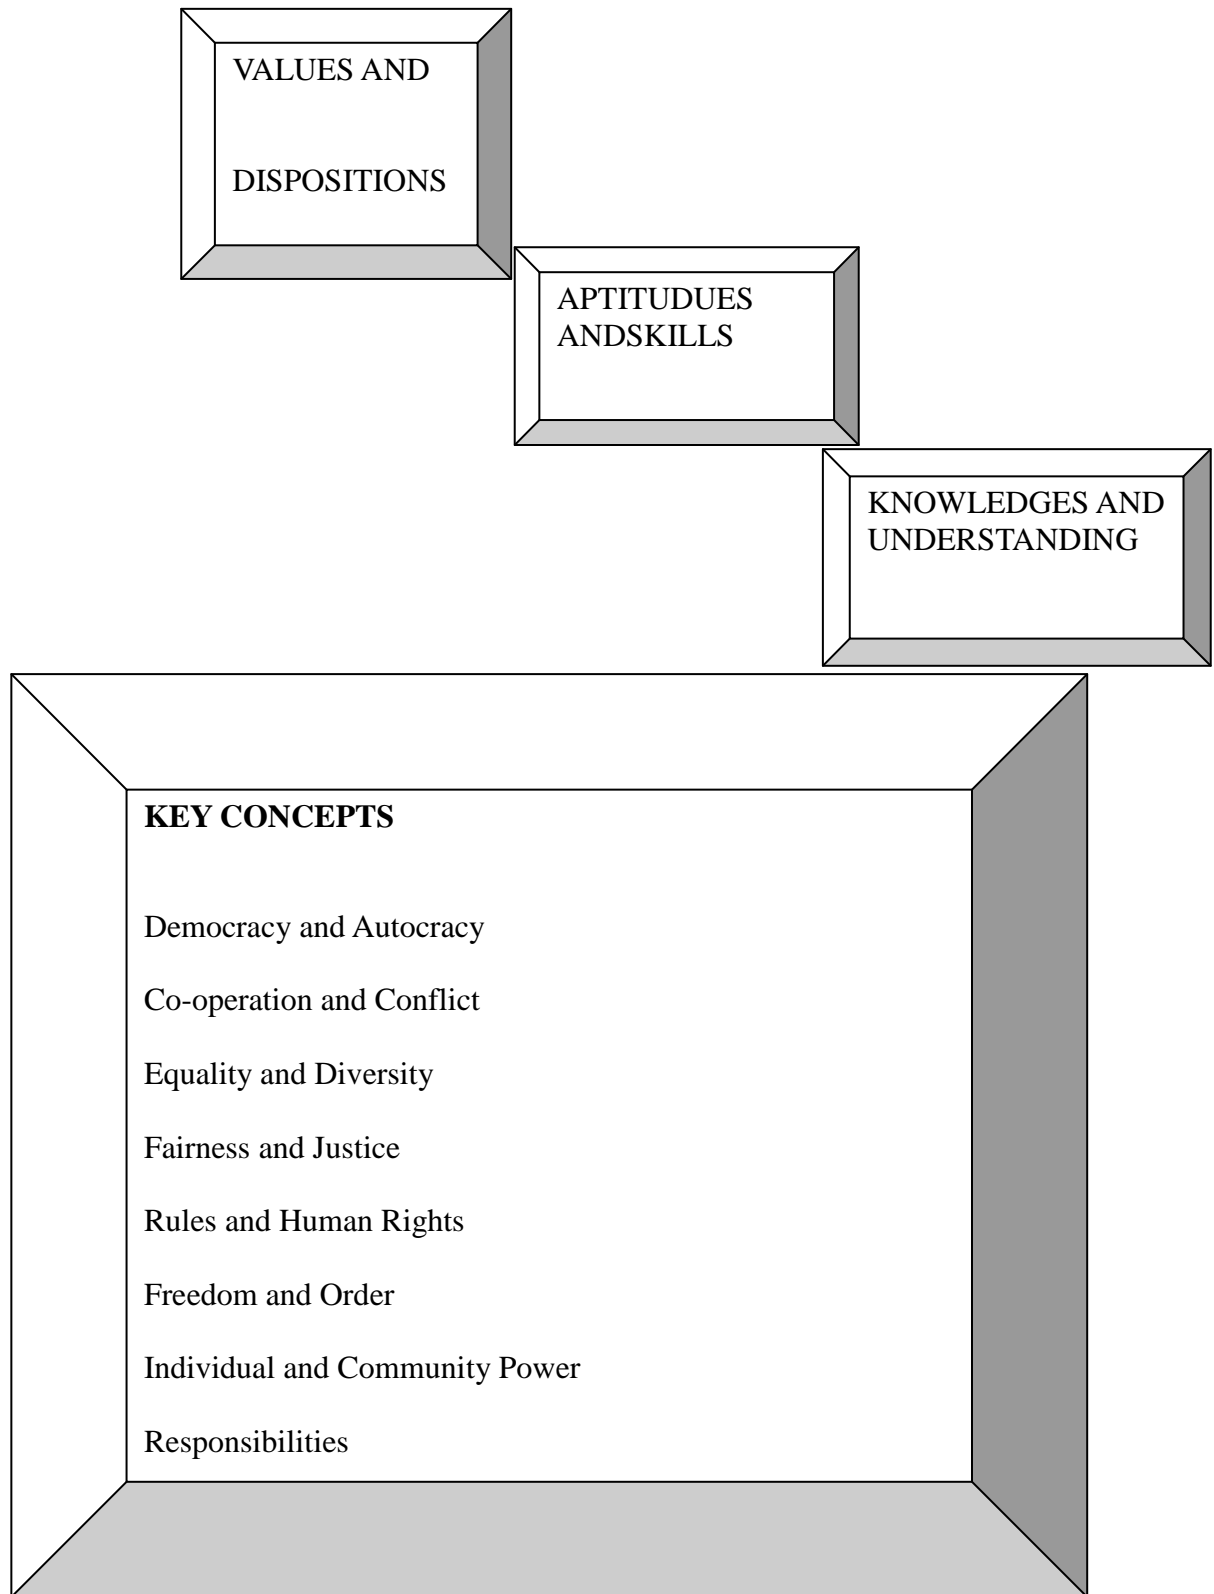 VALUES AND
DISPOSITIONS
APTITUDUES
ANDSKILLS
KNOWLEDGES AND
UNDERSTANDING
KEY CONCEPTS
Democracy and Autocracy
Co-operation and Conflict
Equality and Diversity
Fairness and Justice
Rules and Human Rights
Freedom and Order
Individual and Community Power
Responsibilities